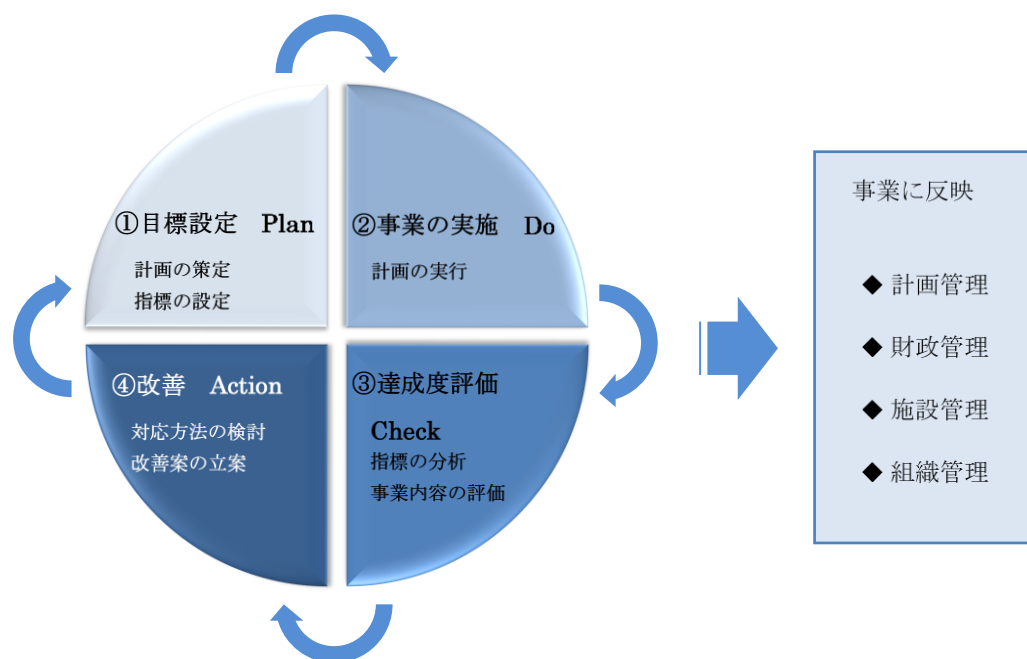 ①目標設定　Plan
計画の策定
指標の設定
②事業の実施　Do
計画の実行
③達成度評価
Check
指標の分析
事業内容の評価
④改善　Action
対応方法の検討
改善案の立案
事業に反映
◆ 計画管理
◆ 財政管理
◆ 施設管理
◆ 組織管理